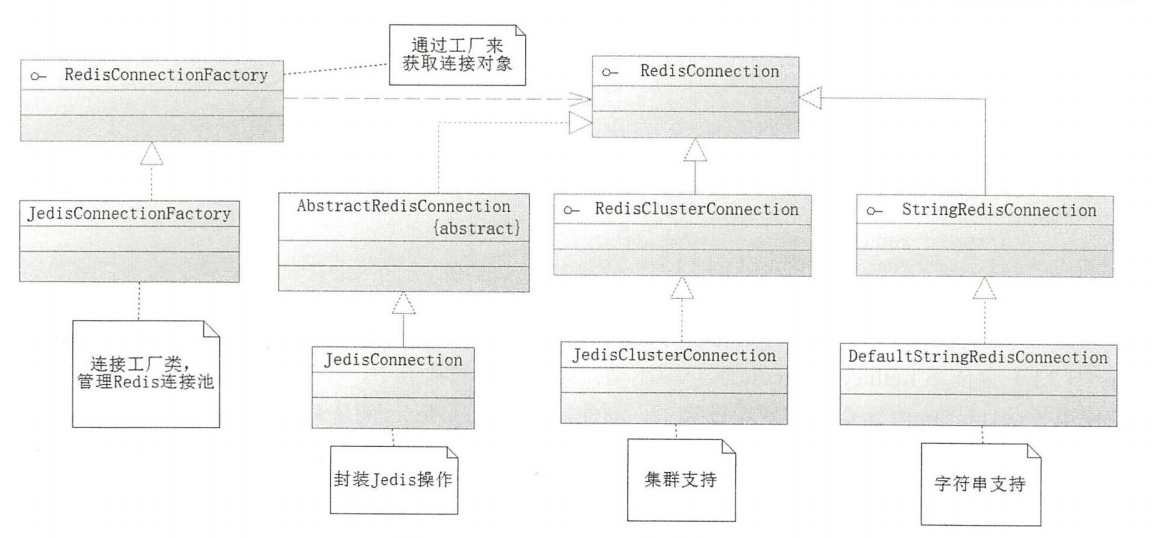 通过工厂来
获取连接对象
RedisConnectionFactory
RedisConnection
JedisConnectionFactory
AbstractRedisConnection
{abstract}
RedisClusterConnection
StringRedisConnection
连接工厂类，
管理Redis连接池
JedisConnection
JedisClusterConnection
DefaultStringRedisConnection
封装Jedis操作
集群支持
字符串支持